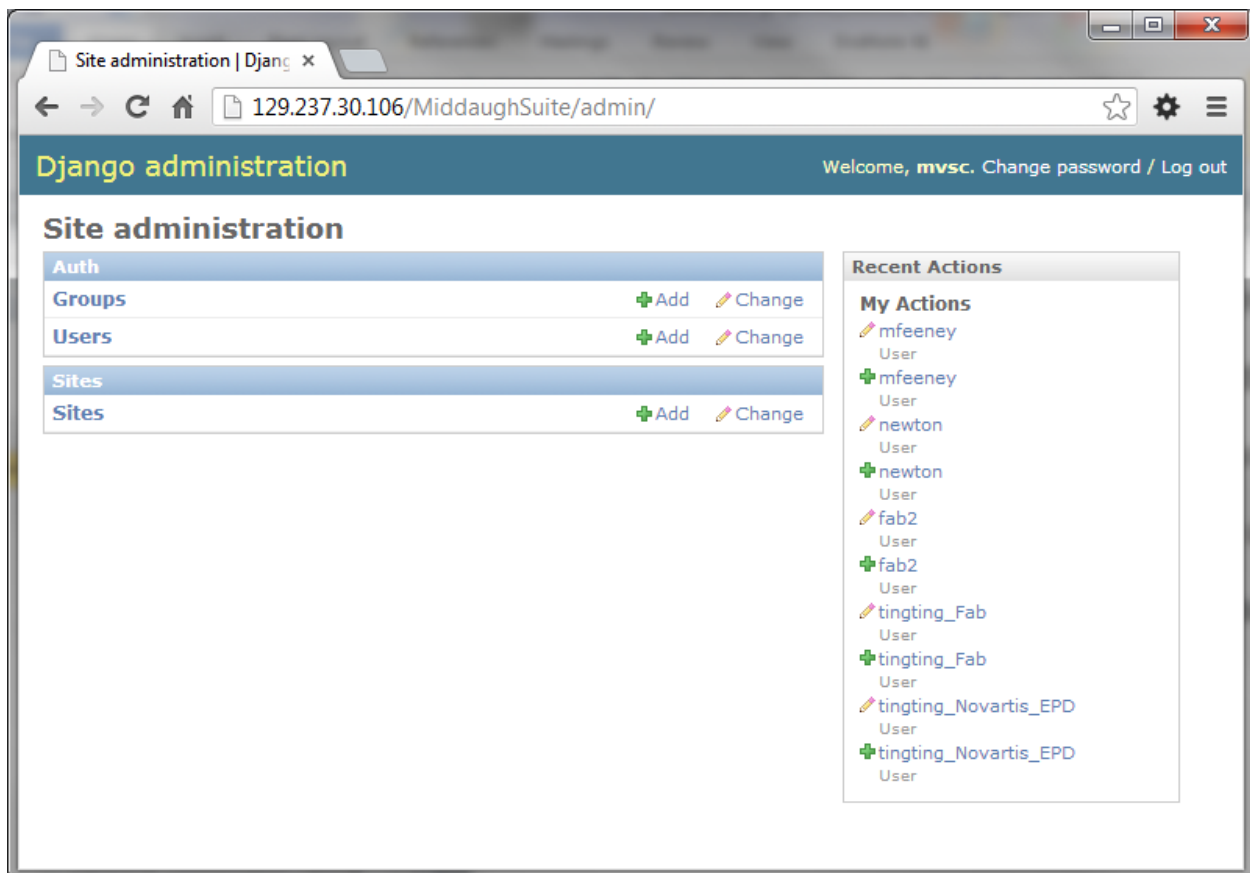 Site administration | Djang
129.237.30.106/MiddaughSuite/admin/
Django administration
Welcome, mvsc. Change password / Log out
Site administration
Auth
Groups Add Change
Users Add Change
Sites
Sites Add Change
Recent Actions
My Actions
mfeeney
User
mfeeney
User
newton
User
newton
User
fab2
User
fab2
User
tingting_Fab
User
tingting_Fab
User
tingting_Novartis_EPD
User
tingting_Novartis_EPD
User